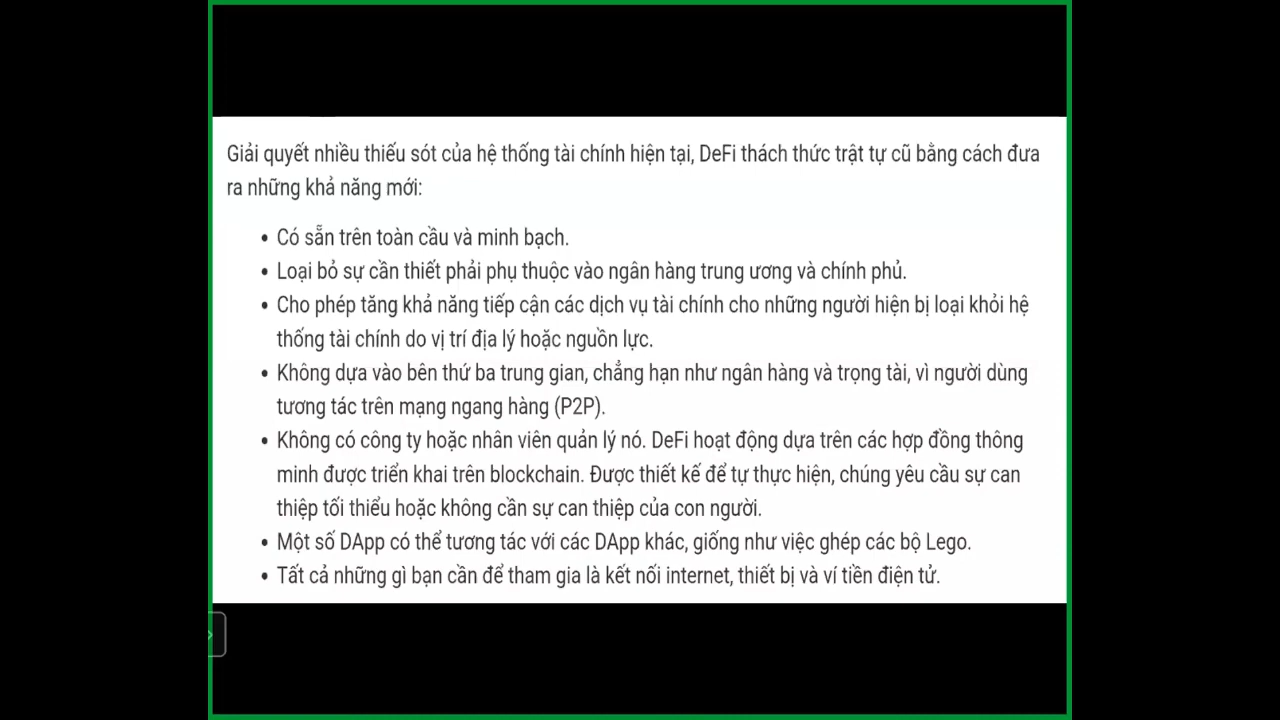 Giải quyết nhiều thiếu sót của hệ thống tài chính hiện tại, DeFi thách thức trật tự cũ bằng cách đưa
ra những khả năng mới:
• Có sẵn trên toàn cầu và minh bạch.
• Loại bỏ sự cần thiết phải phụ thuộc vào ngân hàng trung ương và chính phủ.
• Cho phép tăng khả năng tiếp cận các dịch vụ tài chính cho những người hiện bị loại khỏi hệ
thống tài chính do vị trí địa lý hoặc nguồn lực.
• Không dựa vào bên thứ ba trung gian, chẳng hạn như ngân hàng và trọng tài, vì người dùng
tương tác trên mạng ngang hàng (P2P).
• Không có công ty hoặc nhân viên quản lý nó. DeFi hoạt động dựa trên các hợp đồng thông
minh được triển khai trên blockchain. Được thiết kế để tự thực hiện, chúng yêu cầu sự can
thiệp tối thiểu hoặc không cần sự can thiệp của con người.
• Một số DApp có thể tương tác với các DApp khác, giống như việc ghép các bộ Lego.
• Tất cả những gì bạn cần để tham gia là kết nối internet, thiết bị và ví tiền điện tử.